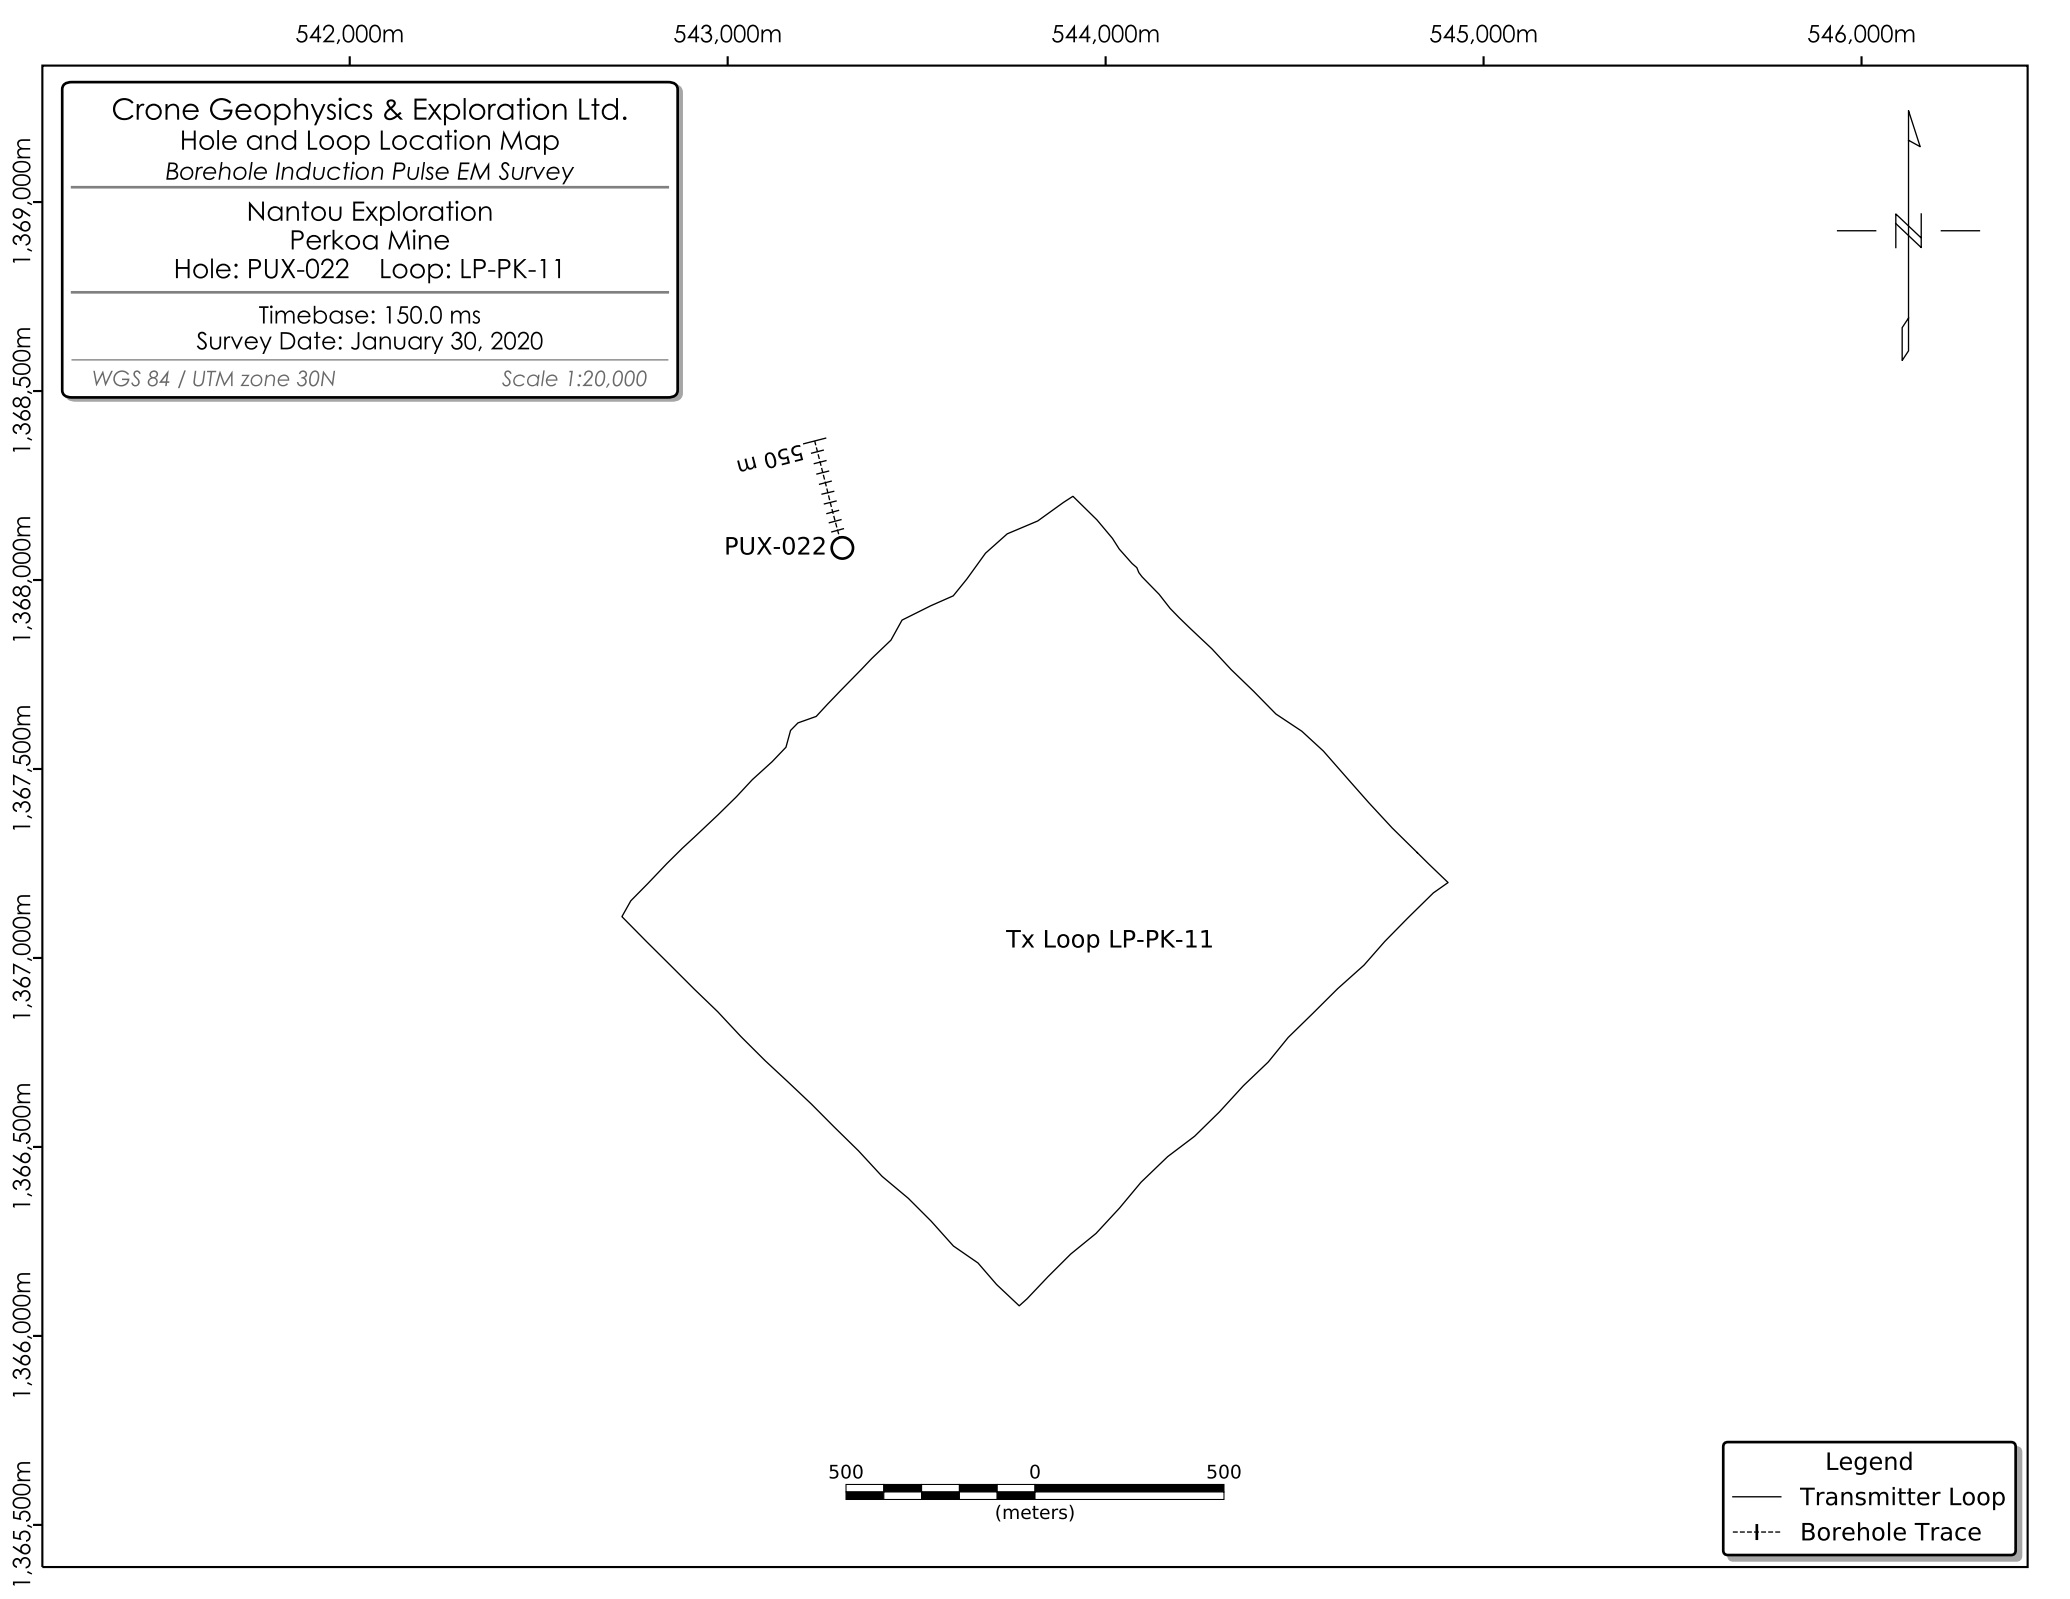 542,000m 543,000m 544,000m 545,000m 546,000m
Crone Geophysics & Exploration Ltd.
Hole and Loop Location Map
Borehole Induction Pulse EM Survey
Nantou Exploration
Perkoa Mine
Hole: PUX-022 Loop: LP-PK-11
Timebase: 150.0 ms
Survey Date: January 30, 2020
WGS 84 / UTM zone 30N Scale 1:20,000
N
1,369,000m
1,368,500m
1,368,000m
1,367,500m
1,367,000m
1,366,500m
1,366,000m
1,365,500m
550 m
PUX-022
Tx Loop LP-PK-11
500 0 500
(meters)
Legend
Transmitter Loop
Borehole Trace